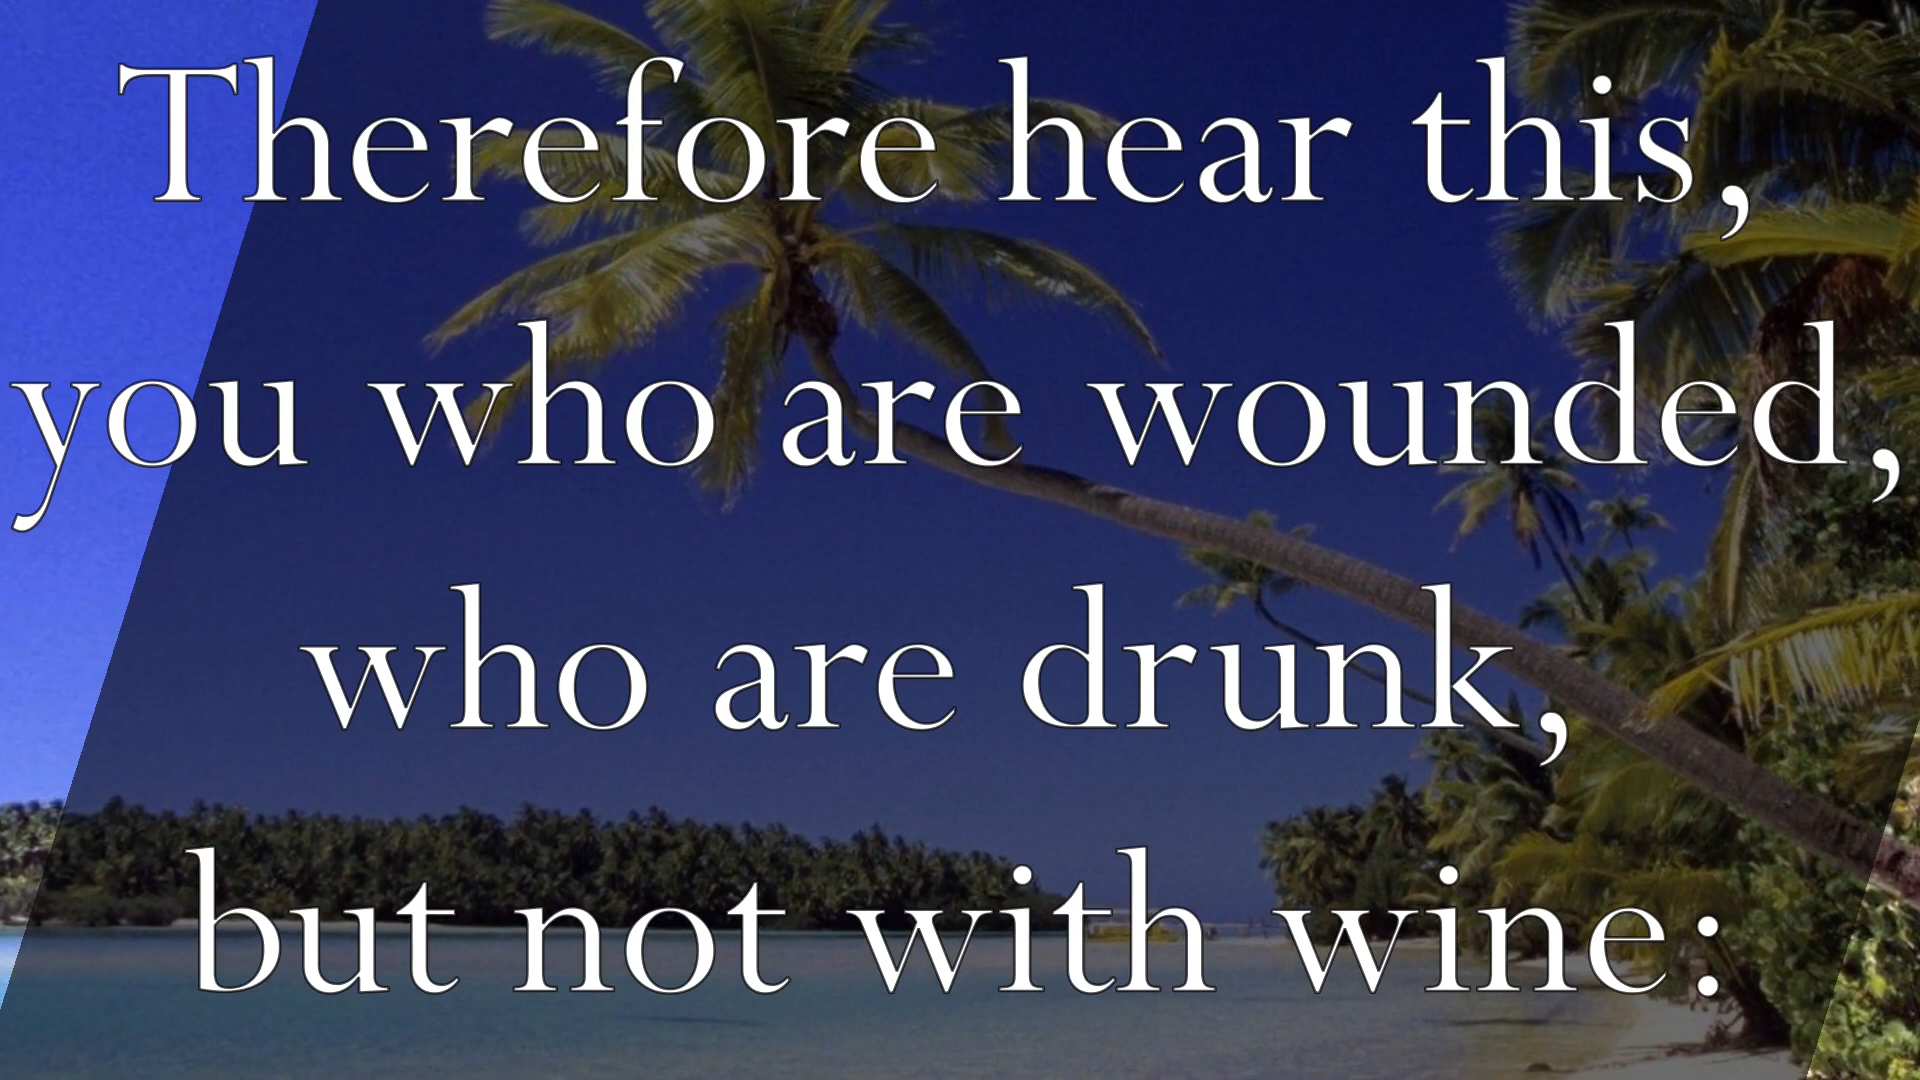 Therefore hear this,
you who are wounded,
who are drunk,
but not with wine: